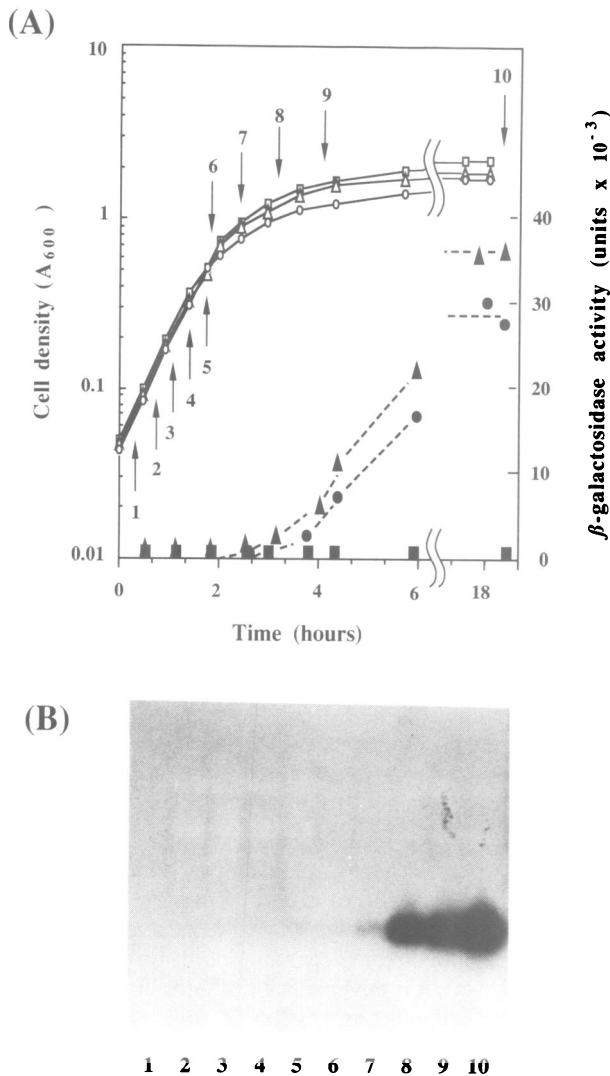 (A)
10
1
0.1
0.01
Cell density (A600)
1
2
3
4
5
6
7
8
9
10
40
30
20
10
0
β-galactosidase activity (units x 10-3)
0 2 4 6 18
Time (hours)
(B)
1 2 3 4 5 6 7 8 9 10